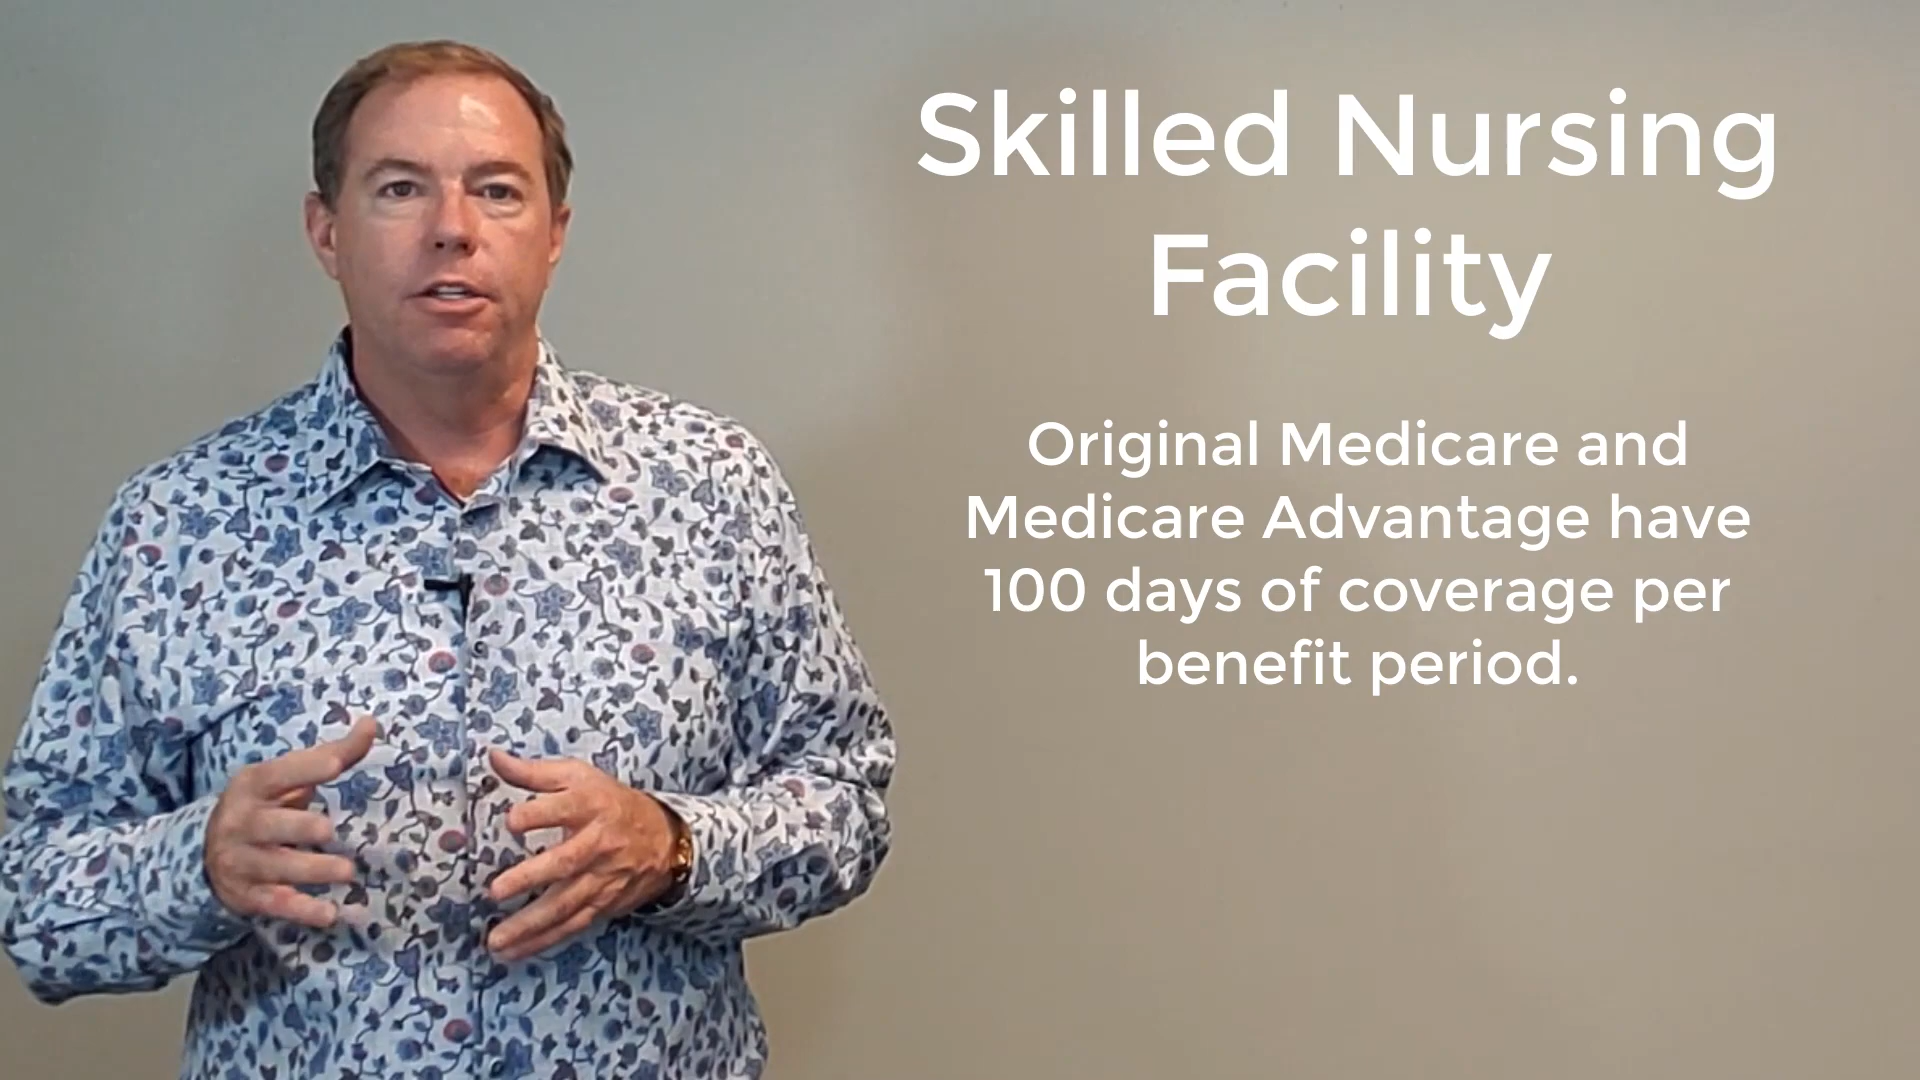 Skilled Nursing
Facility
Original Medicare and
Medicare Advantage have
100 days of coverage per
benefit period.